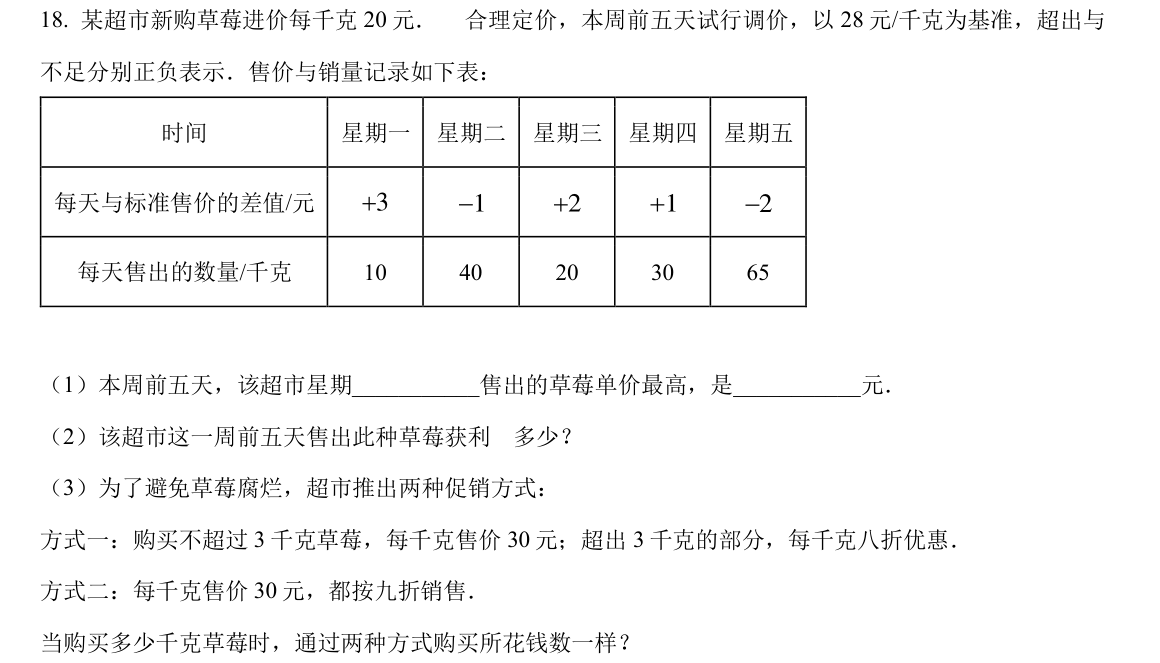 18. 某超市新购草莓进价每千克 20 元． 合理定价，本周前五天试行调价，以 28 元/千克为基准，超出与
不足分别正负表示．售价与销量记录如下表：
时间 星期一 星期二 星期三 星期四 星期五
每天与标准售价的差值/元 +3 −1 +2 +1 −2
每天售出的数量/千克 10 40 20 30 65
（1）本周前五天，该超市星期___________售出的草莓单价最高，是___________元．
（2）该超市这一周前五天售出此种草莓获利 多少？
（3）为了避免草莓腐烂，超市推出两种促销方式：
方式一：购买不超过 3 千克草莓，每千克售价 30 元；超出 3 千克的部分，每千克八折优惠．
方式二：每千克售价 30 元，都按九折销售．
当购买多少千克草莓时，通过两种方式购买所花钱数一样？